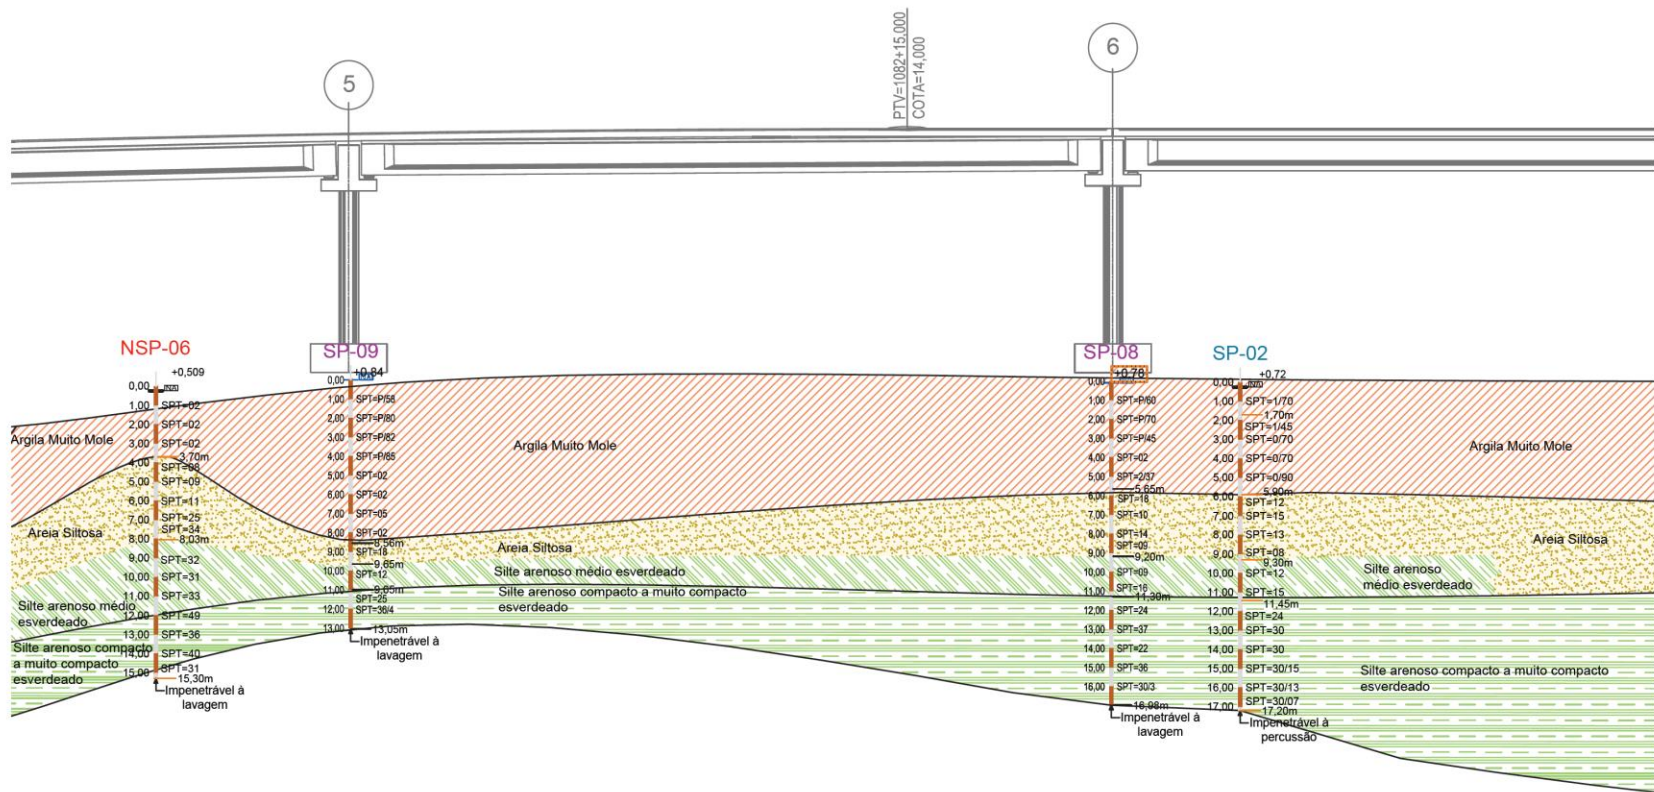 5
6
PTV=1082+15,000
COTA=14,000
NSP-06
+0,509
0,00
1,00
SPT=02
2,00
SPT=02
3,00
SPT=02
3,70m
4,00
SPT=08
5,00
SPT=09
6,00
SPT=11
7,00
SPT=25
SPT=34
8,00
8,03m
9,00
SPT=32
10,00
SPT=31
11,00
SPT=33
12,00
SPT=49
13,00
SPT=36
14,00
SPT=40
15,00
SPT=31
15,30m
Impenetrável à
lavagem
SP-09
+0,84
0,00
1,00
SPT=P/58
2,00
SPT=P/80
3,00
SPT=P/82
4,00
SPT=P/85
5,00
SPT=02
6,00
SPT=02
7,00
SPT=05
8,00
SPT=02
8,56m
9,00
SPT=18
9,65m
10,00
SPT=12
11,00
SPT=25
12,00
SPT=36/4
13,00
13,05m
Impenetrável à
lavagem
SP-08
+0,76
0,00
1,00
SPT=P/60
2,00
SPT=P/70
3,00
SPT=P/45
4,00
SPT=02
5,00
SPT=2/37
5,65m
6,00
SPT=18
7,00
SPT=10
8,00
SPT=14
9,00
SPT=09
9,20m
10,00
SPT=09
11,00
SPT=16
11,30m
12,00
SPT=24
13,00
SPT=37
14,00
SPT=22
15,00
SPT=36
16,00
SPT=30/3
16,98m
Impenetrável à
lavagem
SP-02
+0,72
0,00
1,00
SPT=1/70
1,70m
2,00
SPT=1/45
3,00
SPT=0/70
4,00
SPT=0/70
5,00
SPT=0/90
5,90m
6,00
SPT=12
7,00
SPT=15
8,00
SPT=13
9,00
SPT=08
9,30m
10,00
SPT=12
11,00
SPT=15
11,45m
12,00
SPT=24
13,00
SPT=30
14,00
SPT=30
15,00
SPT=30/15
16,00
SPT=30/13
17,00
SPT=30/07
17,20m
Impenetrável à
percussão
Argila Muito Mole
Argila Muito Mole
Argila Muito Mole
Areia Siltosa
Areia Siltosa
Areia Siltosa
Silte arenoso médio
esverdeado
Silte arenoso médio esverdeado
Silte arenoso
médio esverdeado
Silte arenoso compacto
a muito compacto
esverdeado
Silte arenoso compacto a muito compacto
esverdeado
Silte arenoso compacto a muito compacto
esverdeado